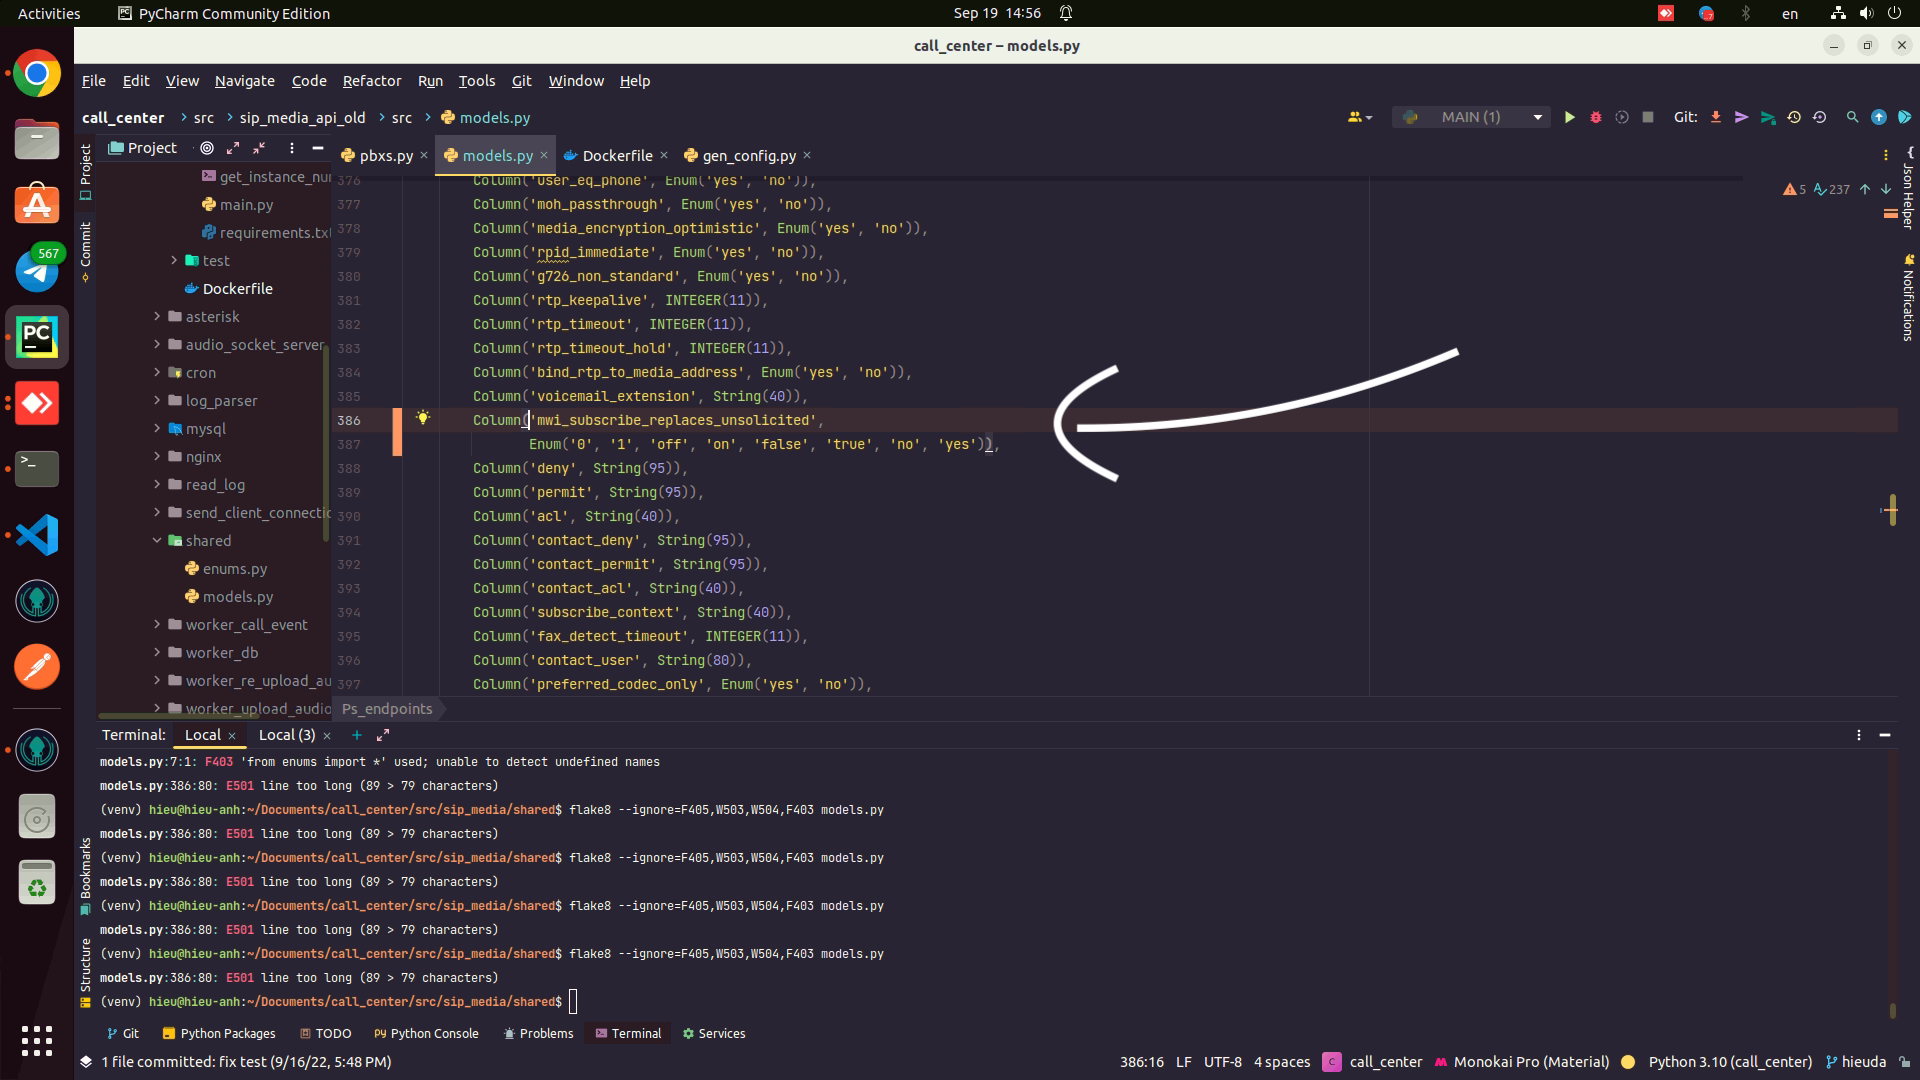 Activities
PyCharm Community Edition
Sep 19 14:56
en
call_center – models.py
File Edit View Navigate Code Refactor Run Tools Git Window Help
call_center src sip_media_api_old src models.py
MAIN (1)
Git:
Project
pbxs.py
models.py
Dockerfile
gen_config.py
Project
Commit
Bookmarks
Structure
Json Helper
Notifications
567
5
237
main.py
requirements.txt
test
Dockerfile
asterisk
audio_socket_server
cron
log_parser
mysql
nginx
read_log
shared
enums.py
models.py
worker_call_event
worker_db
376 Column('user_eq_phone', Enum('yes', 'no')),
377 Column('moh_passthrough', Enum('yes', 'no')),
378 Column('media_encryption_optimistic', Enum('yes', 'no')),
379 Column('rpid_immediate', Enum('yes', 'no')),
380 Column('g726_non_standard', Enum('yes', 'no')),
381 Column('rtp_keepalive', INTEGER(11)),
382 Column('rtp_timeout', INTEGER(11)),
383 Column('rtp_timeout_hold', INTEGER(11)),
384 Column('bind_rtp_to_media_address', Enum('yes', 'no')),
385 Column('voicemail_extension', String(40)),
386 Column('mwi_subscribe_replaces_unsolicited',
387 Enum('0', '1', 'off', 'on', 'false', 'true', 'no', 'yes')),
388 Column('deny', String(95)),
389 Column('permit', String(95)),
390 Column('acl', String(40)),
391 Column('contact_deny', String(95)),
392 Column('contact_permit', String(95)),
393 Column('contact_acl', String(40)),
394 Column('subscribe_context', String(40)),
395 Column('fax_detect_timeout', INTEGER(11)),
396 Column('contact_user', String(80)),
397 Column('preferred_codec_only', Enum('yes', 'no')),
Ps_endpoints
Terminal: Local Local (3)
models.py:7:1: F403 'from enums import *' used; unable to detect undefined names
models.py:386:80: E501 line too long (89 > 79 characters)
(venv) hieu@hieu-anh:~/Documents/call_center/src/sip_media/shared$ flake8 --ignore=F405,W503,W504,F403 models.py
models.py:386:80: E501 line too long (89 > 79 characters)
(venv) hieu@hieu-anh:~/Documents/call_center/src/sip_media/shared$ flake8 --ignore=F405,W503,W504,F403 models.py
models.py:386:80: E501 line too long (89 > 79 characters)
(venv) hieu@hieu-anh:~/Documents/call_center/src/sip_media/shared$ flake8 --ignore=F405,W503,W504,F403 models.py
models.py:386:80: E501 line too long (89 > 79 characters)
(venv) hieu@hieu-anh:~/Documents/call_center/src/sip_media/shared$ flake8 --ignore=F405,W503,W504,F403 models.py
models.py:386:80: E501 line too long (89 > 79 characters)
(venv) hieu@hieu-anh:~/Documents/call_center/src/sip_media/shared$
Git Python Packages TODO Python Console Problems Terminal Services
1 file committed: fix test (9/16/22, 5:48 PM)
386:16 LF UTF-8 4 spaces C call_center Monokai Pro (Material) Python 3.10 (call_center) hieuda